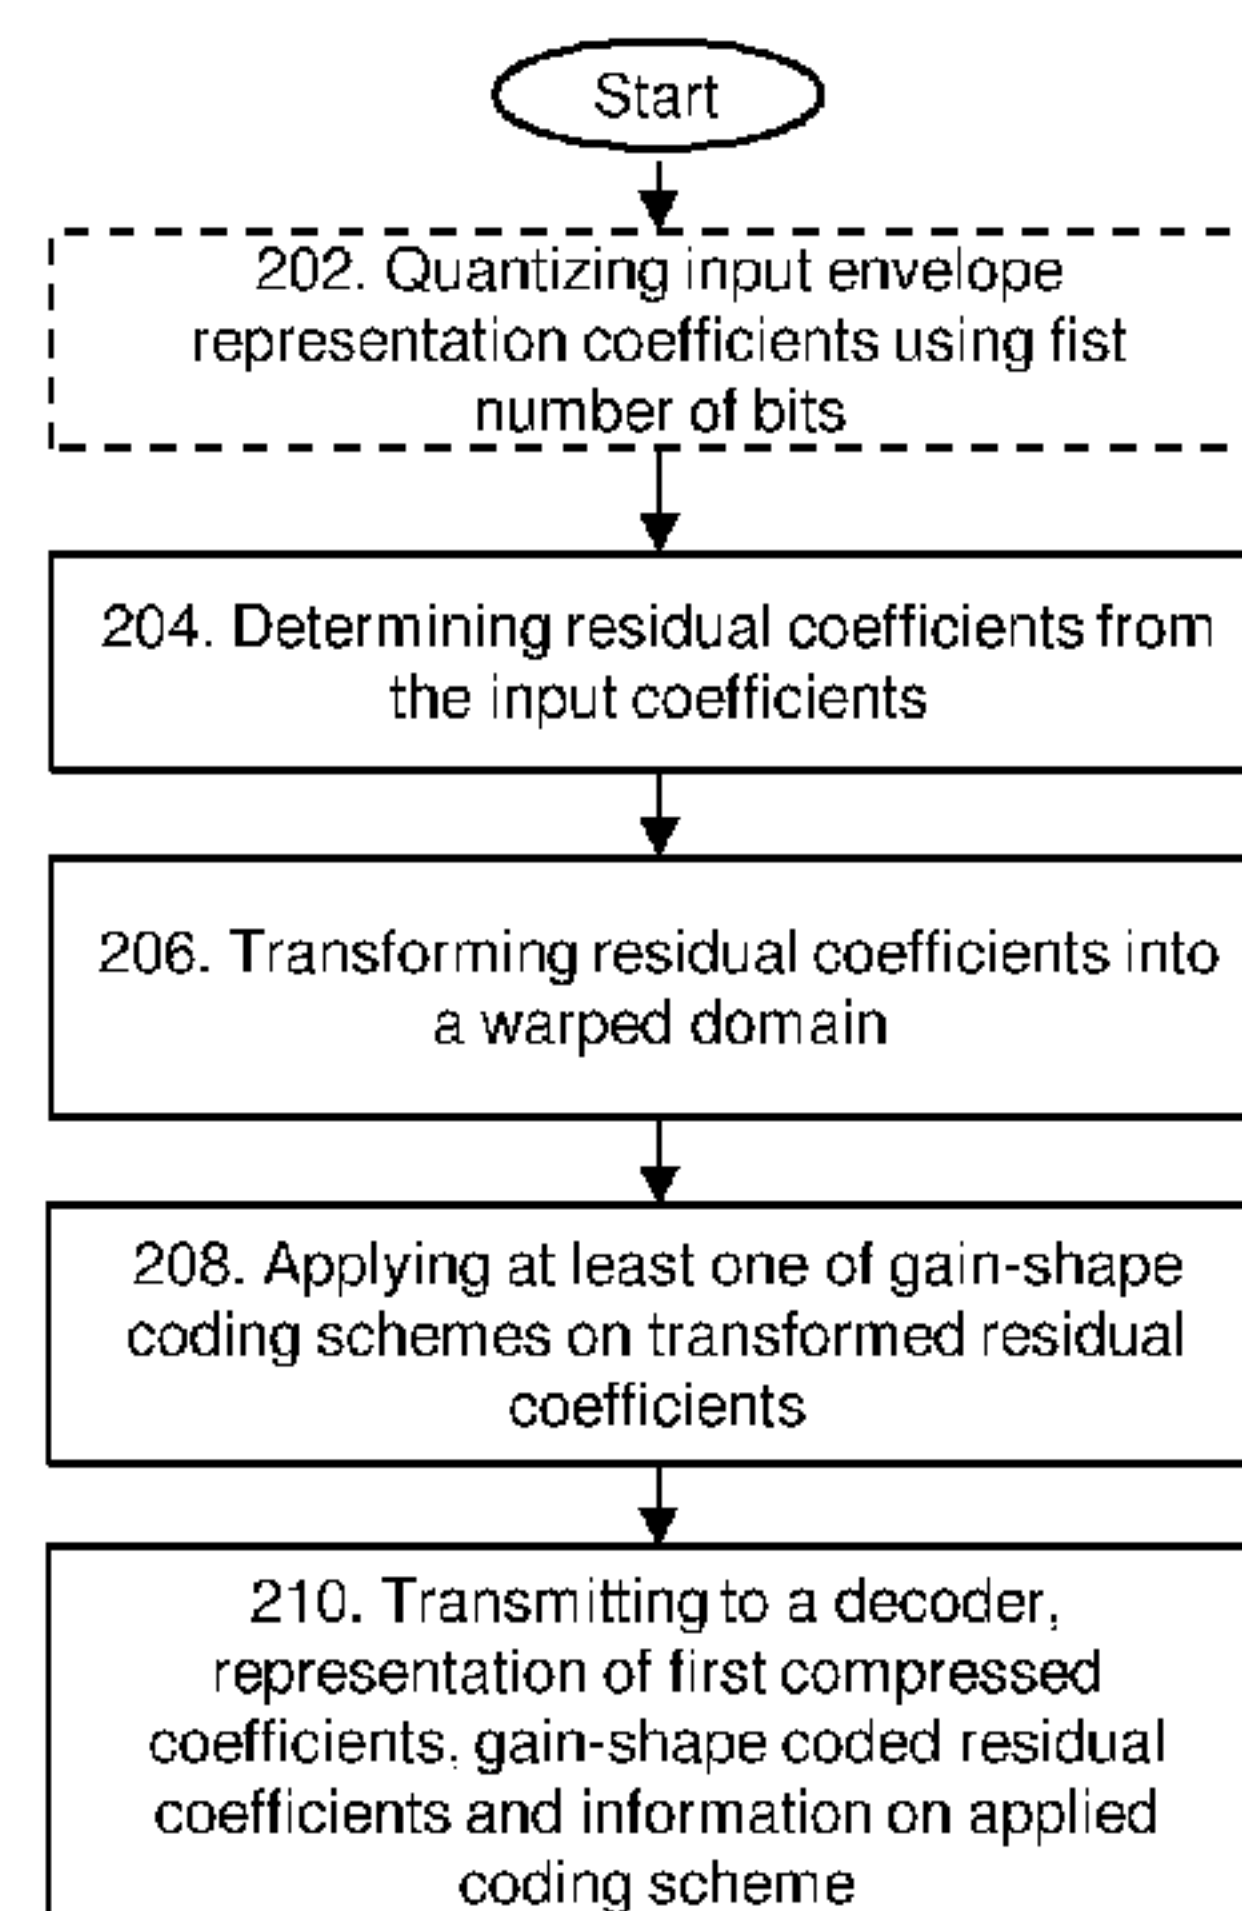 Start
202. Quantizing input envelope
representation coefficients using fist
number of bits
204. Determining residual coefficients from
the input coefficients
206. Transforming residual coefficients into
a warped domain
208. Applying at least one of gain-shape
coding schemes on transformed residual
coefficients
210. Transmitting to a decoder,
representation of first compressed
coefficients, gain-shape coded residual
coefficients and information on applied
coding scheme